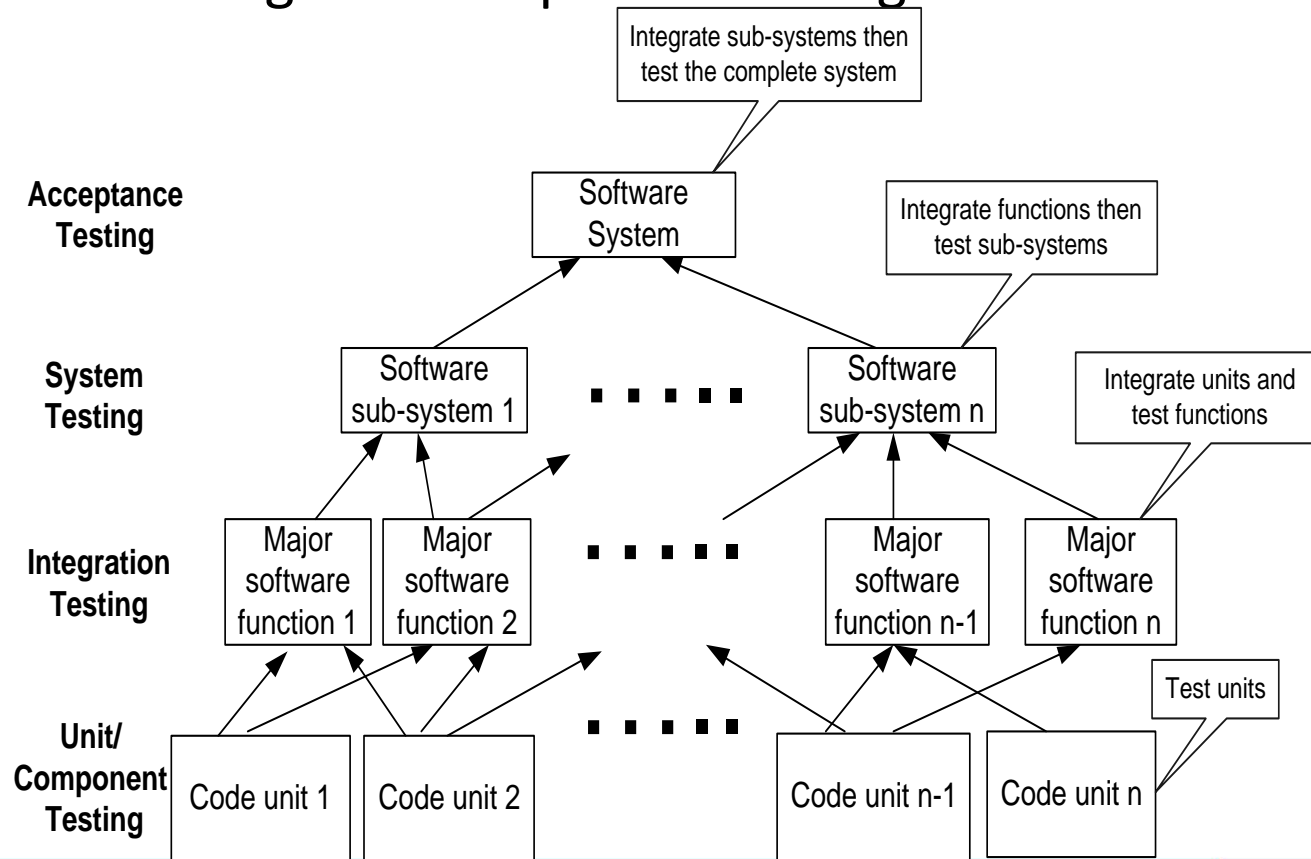 Integrate sub-systems then
test the complete system
Acceptance
Testing
Software
System
Integrate functions then
test sub-systems
System
Testing
Software
sub-system 1
Software
sub-system n
Integrate units and
test functions
Integration
Testing
Major
software
function 1
Major
software
function 2
Major
software
function n-1
Major
software
function n
Test units
Unit/
Component
Testing
Code unit 1
Code unit 2
Code unit n-1
Code unit n